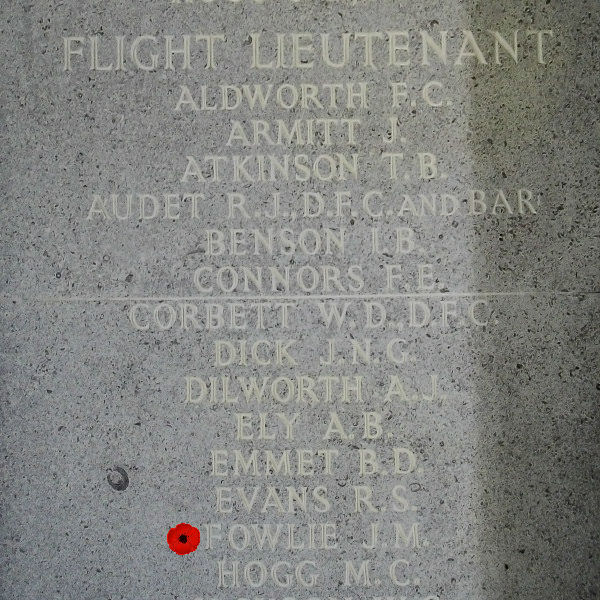 FLIGHT LIEUTENANT
ALDWORTH F.C.
ARMITT J.
ATKINSON T.B.
AUDET R.J., D.F.C. AND BAR
BENSON I.B.
CONNORS F.E.
CORBETT W.D., D.F.C.
DICK J.N.G.
DILWORTH A.J.
ELY A.B.
EMMET B.D.
EVANS R.S.
FOWLIE J.M.
HOGG M.C.